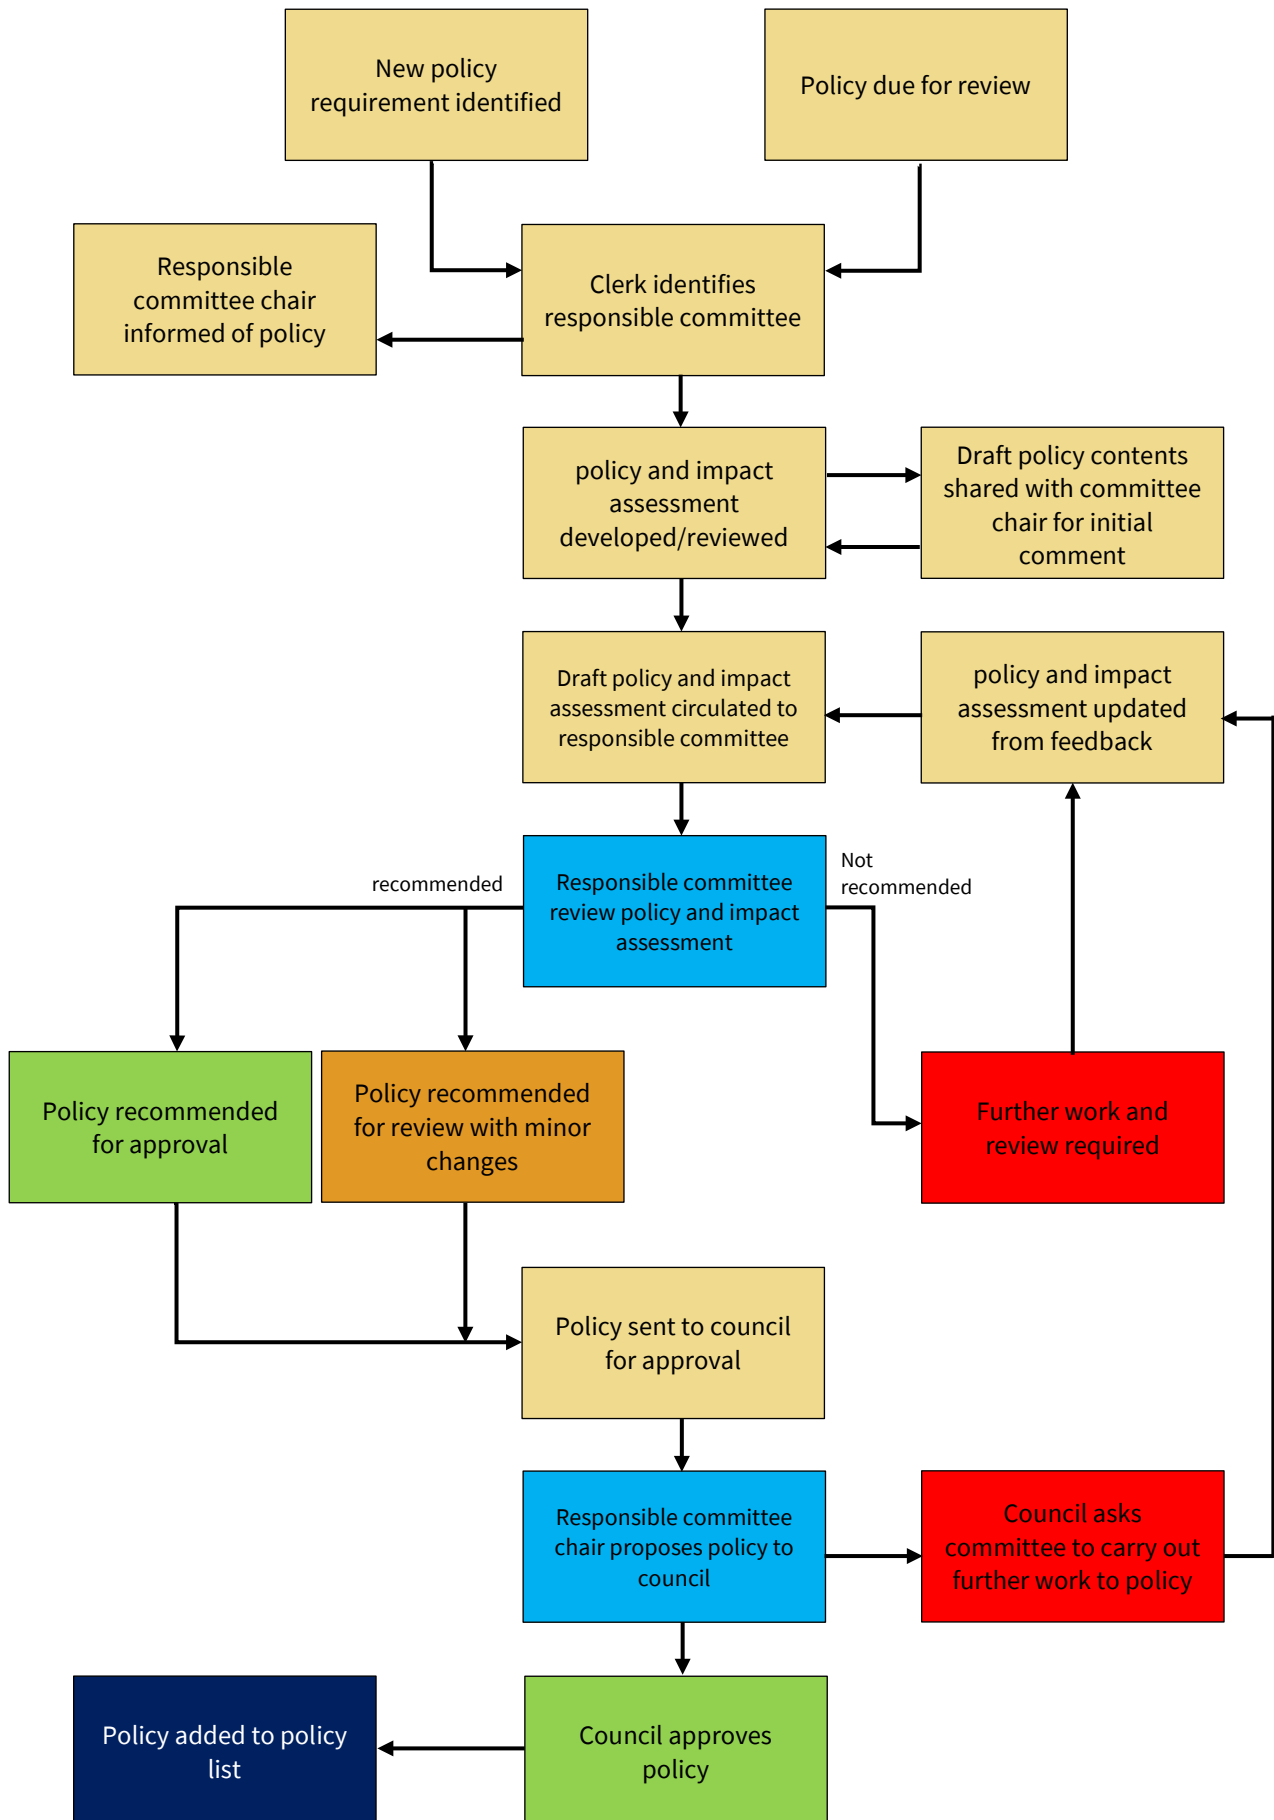 New policy
requirement identified
Policy due for review
Responsible
committee chair
informed of policy
Clerk identifies
responsible committee
policy and impact
assessment
developed/reviewed
Draft policy contents
shared with committee
chair for initial
comment
Draft policy and impact
assessment circulated to
responsible committee
policy and impact
assessment updated
from feedback
recommended
Responsible committee
review policy and impact
assessment
Not
recommended
Policy recommended
for approval
Policy recommended
for review with minor
changes
Further work and
review required
Policy sent to council
for approval
Responsible committee
chair proposes policy to
council
Council asks
committee to carry out
further work to policy
Policy added to policy
list
Council approves
policy